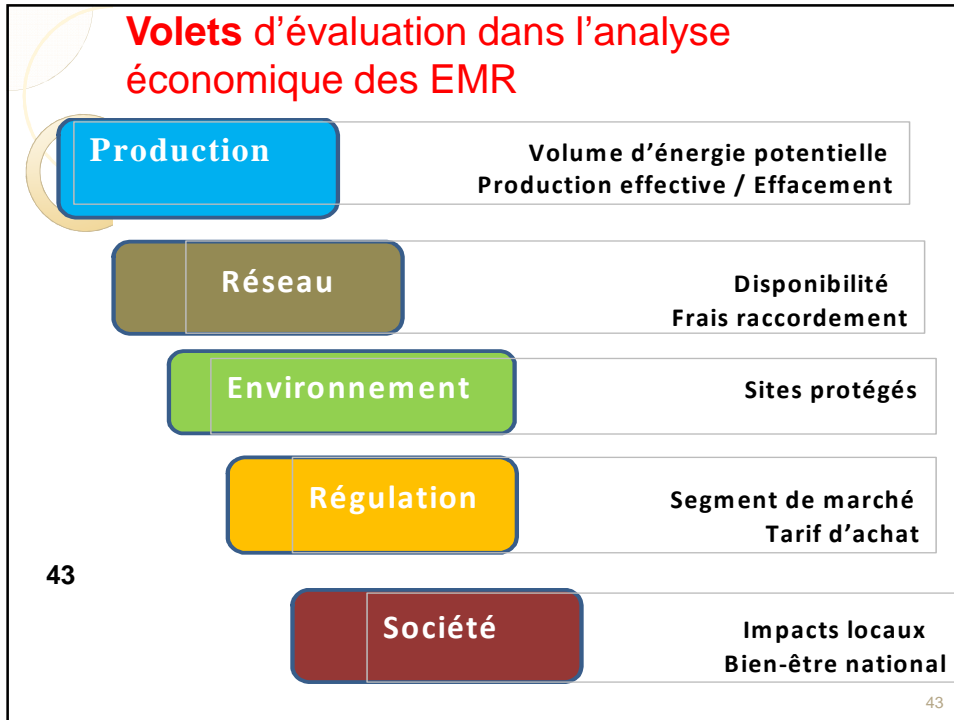 Volets d’évaluation dans l’analyse
économique des EMR
Production
Volume d’énergie potentielle
Production effective / Effacement
Réseau
Disponibilité
Frais raccordement
Environnement
Sites protégés
Régulation
Segment de marché
Tarif d’achat
43
Société
Impacts locaux
Bien-être national
43